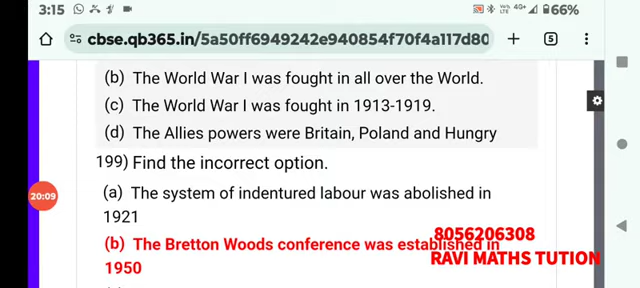 3:15 4G+ 66%
cbse.qb365.in/5a50ff6949242e940854f70f4a117d80 5
(b) The World War I was fought in all over the World.
(c) The World War I was fought in 1913-1919.
(d) The Allies powers were Britain, Poland and Hungry
199) Find the incorrect option.
20:09
(a) The system of indentured labour was abolished in
1921
(b) The Bretton Woods conference was established in
1950
8056206308
RAVI MATHS TUTION